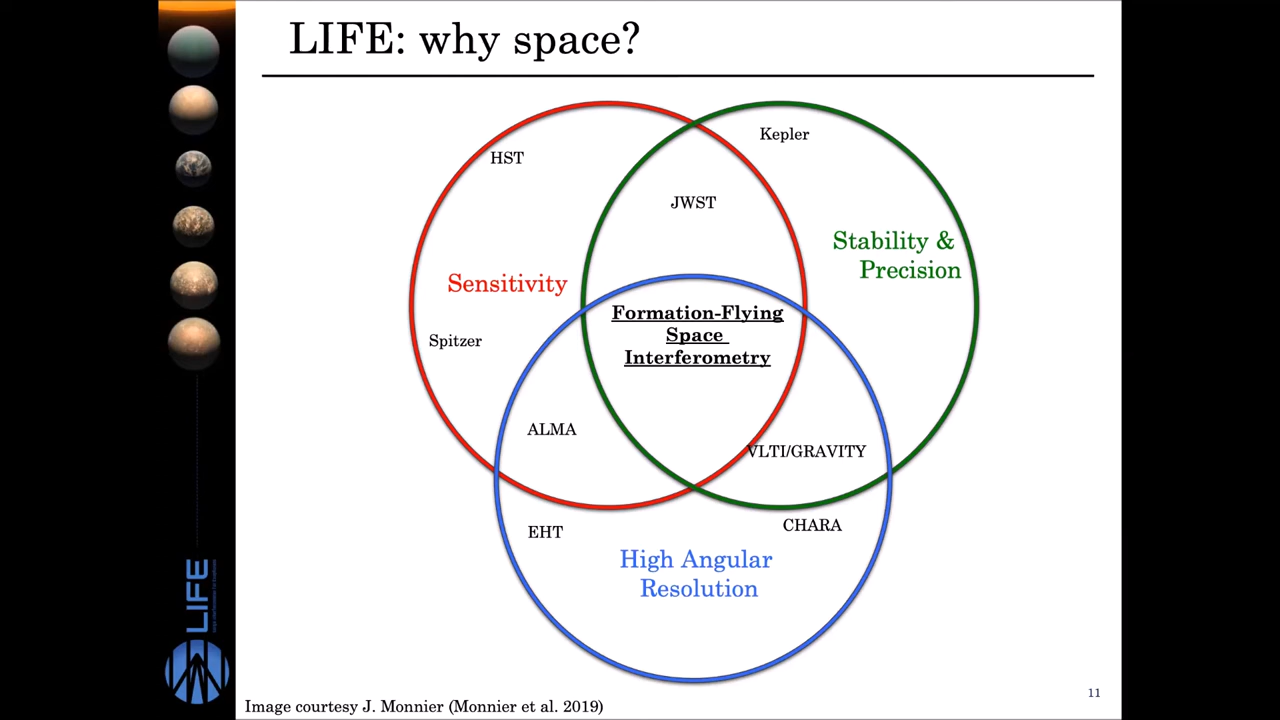 LIFE: why space?
Kepler
HST
JWST
Stability &
Precision
Sensitivity
Formation-Flying
Space
Interferometry
Spitzer
ALMA
VLTI/GRAVITY
CHARA
EHT
High Angular
Resolution
LIFE
11
Image courtesy J. Monnier (Monnier et al. 2019)